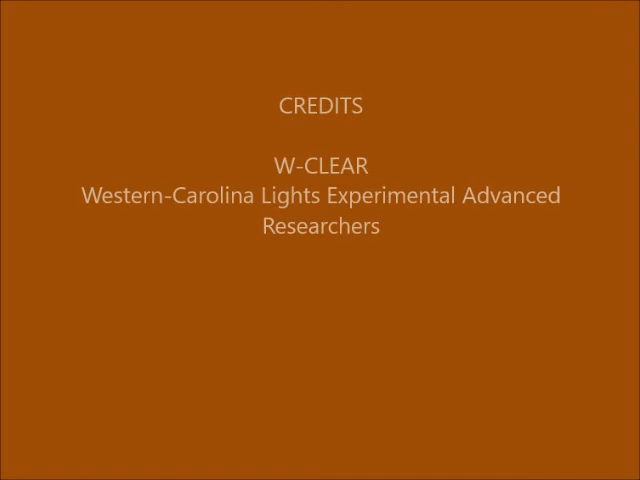 CREDITS
W-CLEAR
Western-Carolina Lights Experimental Advanced
Researchers